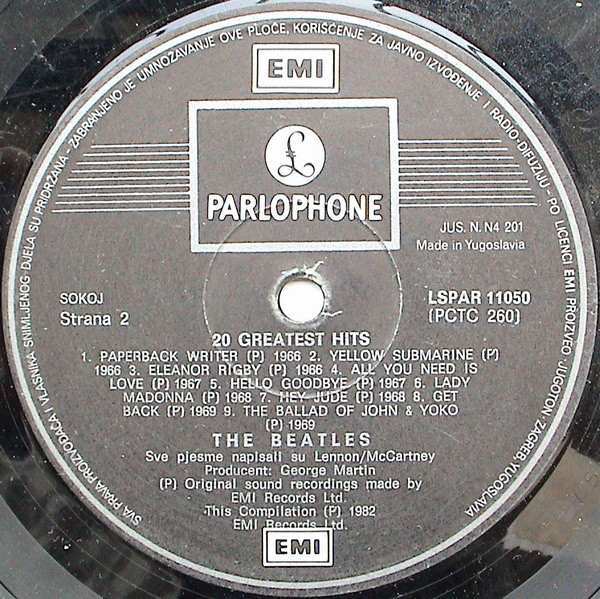 SVA PRAVA PROIZVOĐAČA I VLASNIKA SNIMLJENOG DJELA SU PRIDRŽANA - ZABRANJENO JE UMNOŽAVANJE OVE PLOČE, KORIŠĆENJE ZA JAVNO IZVOĐENJE I RADIO-DIFUZIJU - PO LICENCI EMI PROIZVEO JUGOTON-ZAGREB, YUGOSLAVIA
EMI
£
PARLOPHONE
JUS. N. N4 201
Made in Yugoslavia
SOKOJ
Strana 2
LSPAR 11050
(PCTC 260)
20 GREATEST HITS
1. PAPERBACK WRITER (P) 1966 2. YELLOW SUBMARINE (P)
1966 3. ELEANOR RIGBY (P) 1966 4. ALL YOU NEED IS
LOVE (P) 1967 5. HELLO GOODBYE (P) 1967 6. LADY
MADONNA (P) 1968 7. HEY JUDE (P) 1968 8. GET
BACK (P) 1969 9. THE BALLAD OF JOHN & YOKO
(P) 1969
THE BEATLES
Sve pjesme napisali su Lennon/McCartney
Producent: George Martin
(P) Original sound recordings made by
EMI Records Ltd.
This Compilation (P) 1982
EMI Records Ltd.
EMI